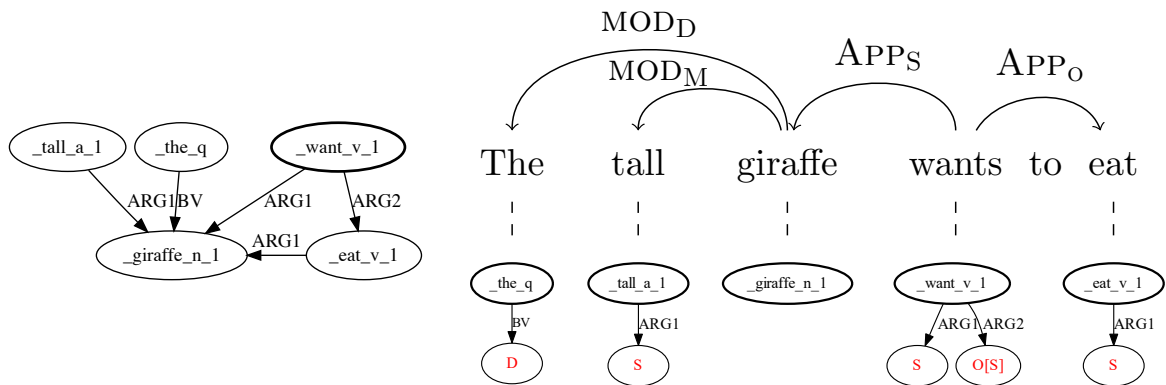 _tall_a_1 _the_q _want_v_1
ARG1 BV ARG1 ARG2
_giraffe_n_1 ARG1 _eat_v_1
MOD_D
MOD_M APP_S APP_O
The tall giraffe wants to eat
_the_q _tall_a_1 _giraffe_n_1 _want_v_1 _eat_v_1
BV ARG1 ARG1 ARG2 ARG1
D S S O[S] S